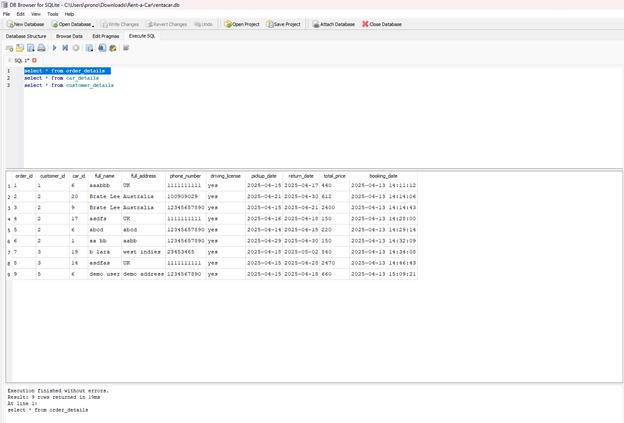 DB Browser for SQLite - C:\Users\prono\Downloads\Rent-a-Car\rentacar.db
File Edit View Tools Help
New Database Open Database Write Changes Revert Changes Undo Open Project Save Project Attach Database Close Database
Database Structure Browse Data Edit Pragmas Execute SQL
SQL 1*
1 select * from order_details
2 select * from car_details
3 select * from customer_details
order_id customer_id car_id full_name full_address phone_number driving_license pickup_date return_date total_price booking_date
1 1 1 6 aaabbb UK 1111111111 yes 2025-04-15 2025-04-17 440 2025-04-13 14:11:12
2 2 2 20 Brate Lee Australia 100909029 yes 2025-04-21 2025-04-30 612 2025-04-13 14:14:06
3 3 2 9 Brate Lee Australia 12345657890 yes 2025-04-15 2025-04-21 2400 2025-04-13 14:14:43
4 4 2 17 asdfs UK 1111111111 yes 2025-04-16 2025-04-18 150 2025-04-13 14:28:00
5 5 2 6 abcd abcd 12345657890 yes 2025-04-14 2025-04-15 220 2025-04-13 14:29:14
6 6 2 1 aa bb aabb 12345657890 yes 2025-04-29 2025-04-30 150 2025-04-13 14:32:09
7 7 3 19 b lara west indies 23453465 yes 2025-04-18 2025-05-02 840 2025-04-13 14:34:08
8 8 3 14 asdfas UK 1111111111 yes 2025-04-15 2025-04-28 2470 2025-04-13 14:46:43
9 9 5 6 demo user demo address 1234567890 yes 2025-04-15 2025-04-18 660 2025-04-13 15:09:21
Execution finished without errors.
Result: 9 rows returned in 19ms
At line 1:
select * from order_details